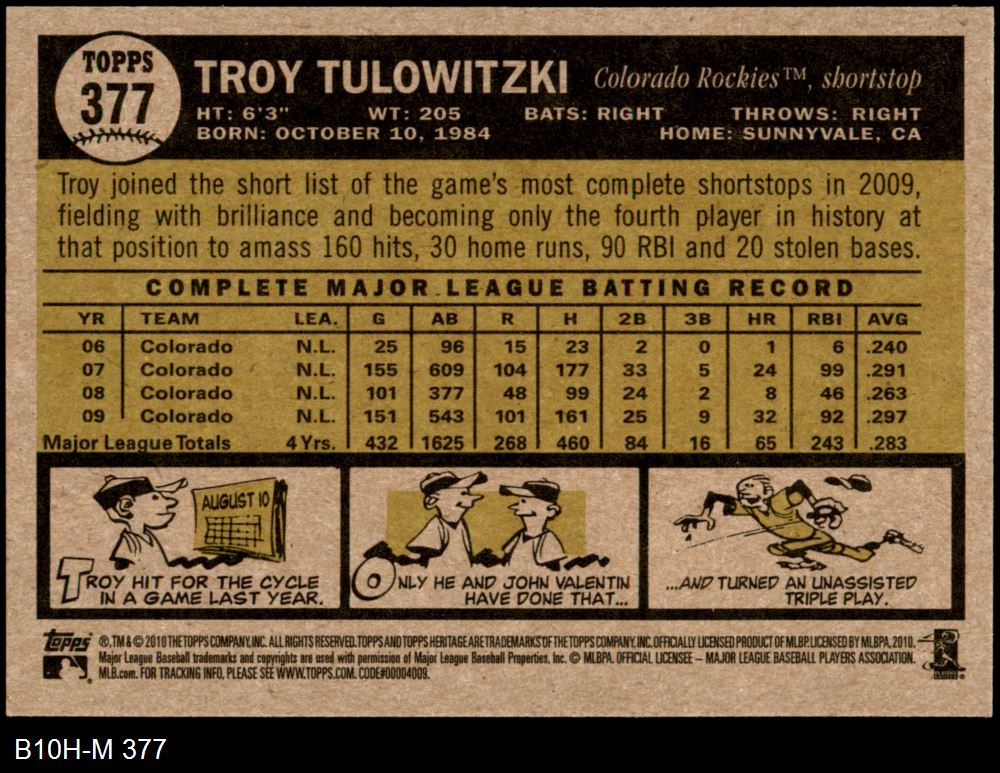 TOPPS
377
TROY TULOWITZKI Colorado Rockies™, shortstop
HT: 6'3" WT: 205 BATS: RIGHT THROWS: RIGHT
BORN: OCTOBER 10, 1984 HOME: SUNNYVALE, CA
Troy joined the short list of the game's most complete shortstops in 2009,
fielding with brilliance and becoming only the fourth player in history at
that position to amass 160 hits, 30 home runs, 90 RBI and 20 stolen bases.
COMPLETE MAJOR LEAGUE BATTING RECORD
YR TEAM LEA. G AB R H 2B 3B HR RBI AVG
06 Colorado N.L. 25 96 15 23 2 0 1 6 .240
07 Colorado N.L. 155 609 104 177 33 5 24 99 .291
08 Colorado N.L. 101 377 48 99 24 2 8 46 .263
09 Colorado N.L. 151 543 101 161 25 9 32 92 .297
Major League Totals 4 Yrs. 432 1625 268 460 84 16 65 243 .283
AUGUST 10
TROY HIT FOR THE CYCLE
IN A GAME LAST YEAR.
ONLY HE AND JOHN VALENTIN
HAVE DONE THAT...
...AND TURNED AN UNASSISTED
TRIPLE PLAY.
topps ®, TM & © 2010 THE TOPPS COMPANY, INC. ALL RIGHTS RESERVED. TOPPS AND TOPPS HERITAGE ARE TRADEMARKS OF THE TOPPS COMPANY, INC. OFFICIALLY LICENSED PRODUCT OF MLBP. LICENSED BY MLBPA, 2010.
Major League Baseball trademarks and copyrights are used with permission of Major League Baseball Properties, Inc. © MLBPA. OFFICIAL LICENSEE – MAJOR LEAGUE BASEBALL PLAYERS ASSOCIATION.
MLB.com. FOR TRACKING INFO, PLEASE SEE WWW.TOPPS.COM. CODE#00004009.
B10H-M 377